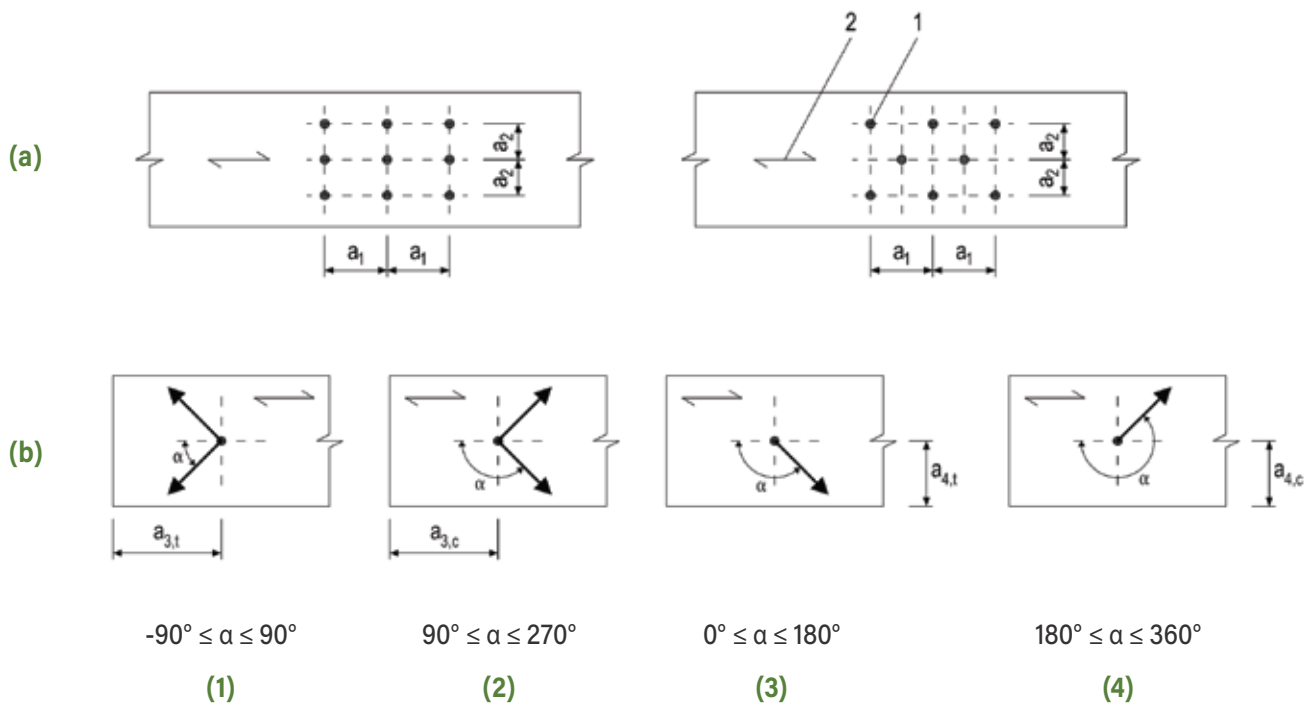 2 1
(a)
a2 a2
a2 a2
a1 a1 a1 a1
(b)
α α α α
a4,t a4,c
a3,t a3,c
-90° ≤ α ≤ 90° 90° ≤ α ≤ 270° 0° ≤ α ≤ 180° 180° ≤ α ≤ 360°
(1) (2) (3) (4)